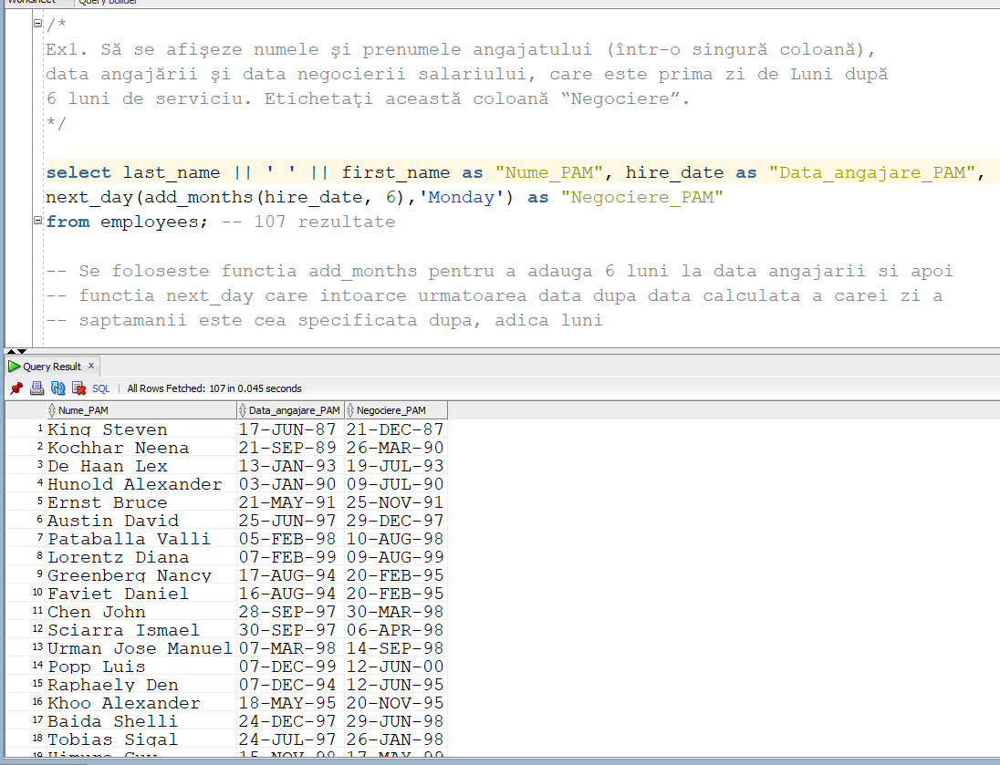 Worksheet Query Builder
/*
Ex1. Să se afişeze numele şi prenumele angajatului (într-o singură coloană),
data angajării şi data negocierii salariului, care este prima zi de Luni după
6 luni de serviciu. Etichetaţi această coloană “Negociere”.
*/
select last_name || ' ' || first_name as "Nume_PAM", hire_date as "Data_angajare_PAM",
next_day(add_months(hire_date, 6),'Monday') as "Negociere_PAM"
from employees; -- 107 rezultate
-- Se foloseste functia add_months pentru a adauga 6 luni la data angajarii si apoi
-- functia next_day care intoarce urmatoarea data dupa data calculata a carei zi a
-- saptamanii este cea specificata dupa, adica luni
Query Result x
SQL | All Rows Fetched: 107 in 0.045 seconds
Nume_PAM Data_angajare_PAM Negociere_PAM
1 King Steven 17-JUN-87 21-DEC-87
2 Kochhar Neena 21-SEP-89 26-MAR-90
3 De Haan Lex 13-JAN-93 19-JUL-93
4 Hunold Alexander 03-JAN-90 09-JUL-90
5 Ernst Bruce 21-MAY-91 25-NOV-91
6 Austin David 25-JUN-97 29-DEC-97
7 Pataballa Valli 05-FEB-98 10-AUG-98
8 Lorentz Diana 07-FEB-99 09-AUG-99
9 Greenberg Nancy 17-AUG-94 20-FEB-95
10 Faviet Daniel 16-AUG-94 20-FEB-95
11 Chen John 28-SEP-97 30-MAR-98
12 Sciarra Ismael 30-SEP-97 06-APR-98
13 Urman Jose Manuel 07-MAR-98 14-SEP-98
14 Popp Luis 07-DEC-99 12-JUN-00
15 Raphaely Den 07-DEC-94 12-JUN-95
16 Khoo Alexander 18-MAY-95 20-NOV-95
17 Baida Shelli 24-DEC-97 29-JUN-98
18 Tobias Sigal 24-JUL-97 26-JAN-98
19 Himuro Guy 15-NOV-98 17-MAY-99